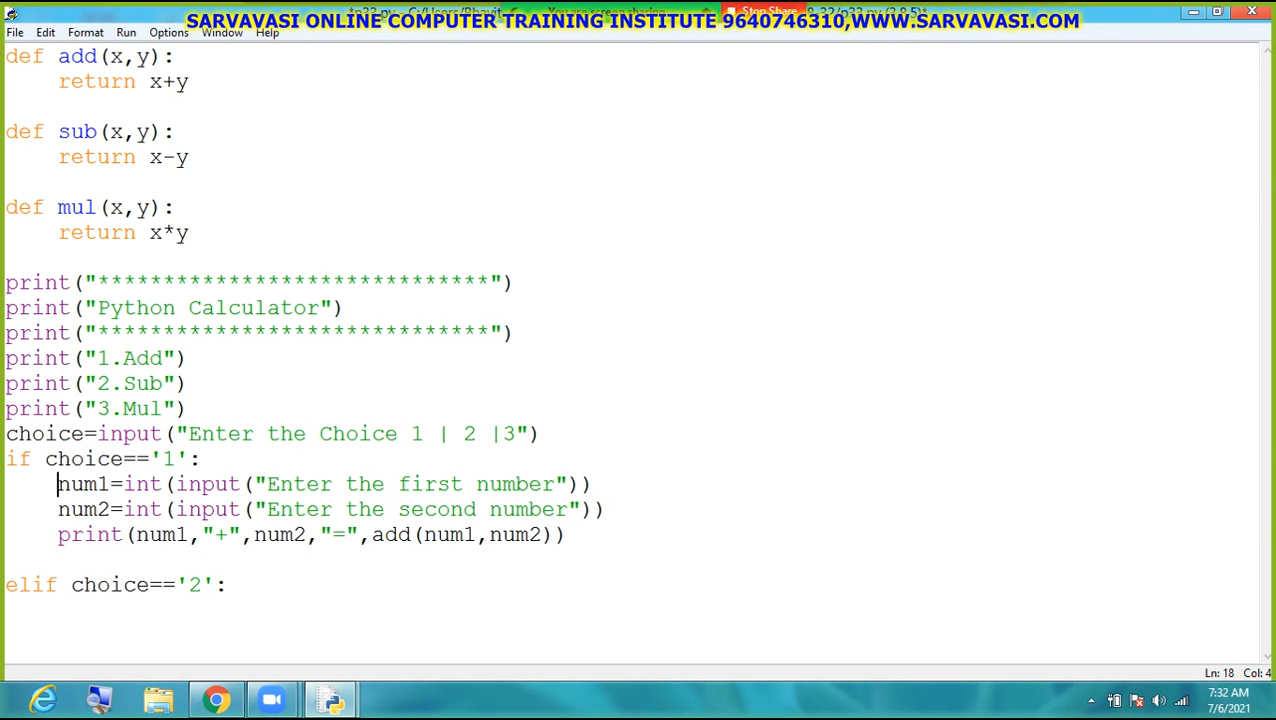 SARVAVASI ONLINE COMPUTER TRAINING INSTITUTE 9640746310,WWW.SARVAVASI.COM
File Edit Format Run Options Window Help
def add(x,y):
    return x+y
def sub(x,y):
    return x-y
def mul(x,y):
    return x*y
print("******************************")
print("Python Calculator")
print("******************************")
print("1.Add")
print("2.Sub")
print("3.Mul")
choice=input("Enter the Choice 1 | 2 |3")
if choice=='1':
    num1=int(input("Enter the first number"))
    num2=int(input("Enter the second number"))
    print(num1,"+",num2,"=",add(num1,num2))
elif choice=='2':
Ln: 18 Col: 4
7:32 AM
7/6/2021